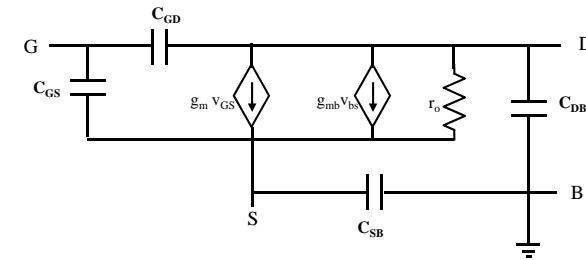 C_GD
G
D
C_GS
g_m v_GS
g_mb v_bs
r_o
C_DB
B
S
C_SB